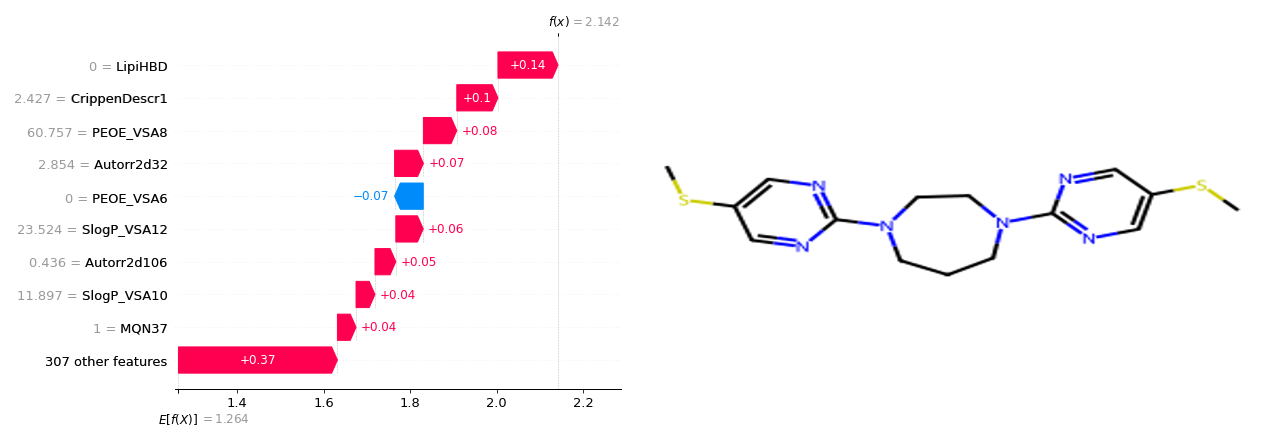 f(x) = 2.142
0 = LipiHBD +0.14
2.427 = CrippenDescr1 +0.1
60.757 = PEOE_VSA8 +0.08
2.854 = Autorr2d32 +0.07
0 = PEOE_VSA6 −0.07
23.524 = SlogP_VSA12 +0.06
0.436 = Autorr2d106 +0.05
11.897 = SlogP_VSA10 +0.04
1 = MQN37 +0.04
307 other features +0.37
1.4 1.6 1.8 2.0 2.2
E[f(X)] = 1.264
N N
S N N S
N N